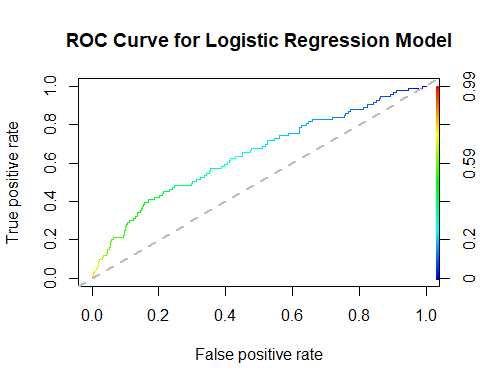 ROC Curve for Logistic Regression Model
True positive rate
1.0
0.8
0.6
0.4
0.2
0.0
0.99
0.59
0.2
0
0.0 0.2 0.4 0.6 0.8 1.0
False positive rate